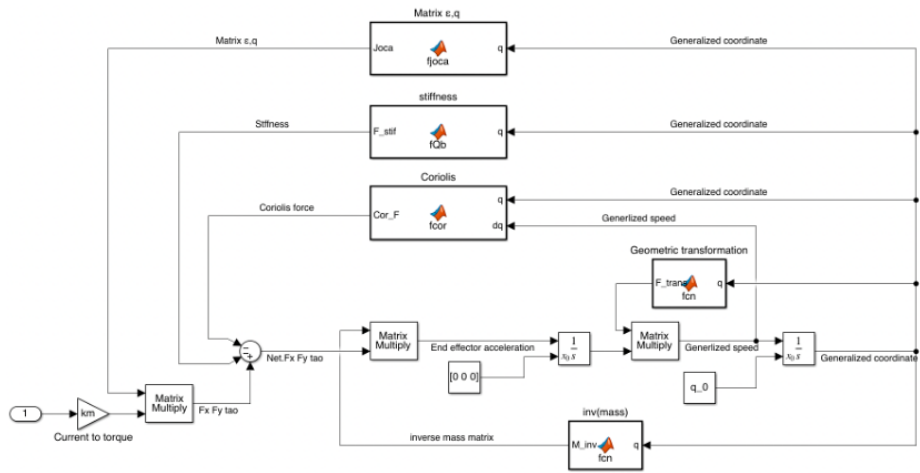 Matrix ε,q
Matrix ε,q
Joca
q
fjoca
Generalized coordinate
stiffness
Stffness
F_stif
q
fQb
Generalized coordinate
Coriolis
Coriolis force
Cor_F
q
dq
fcor
Generalized coordinate
Generlized speed
Geometric transformation
F_trans
q
fcn
Matrix
Multiply
End effector acceleration
1
x₀ s
Matrix
Multiply
Generlized speed
1
x₀ s
Generalized coordinate
Net.Fx Fy tao
[0 0 0]
q_0
1
km
Current to torque
Matrix
Multiply
Fx Fy tao
inv(mass)
inverse mass matrix
M_inv
q
fcn